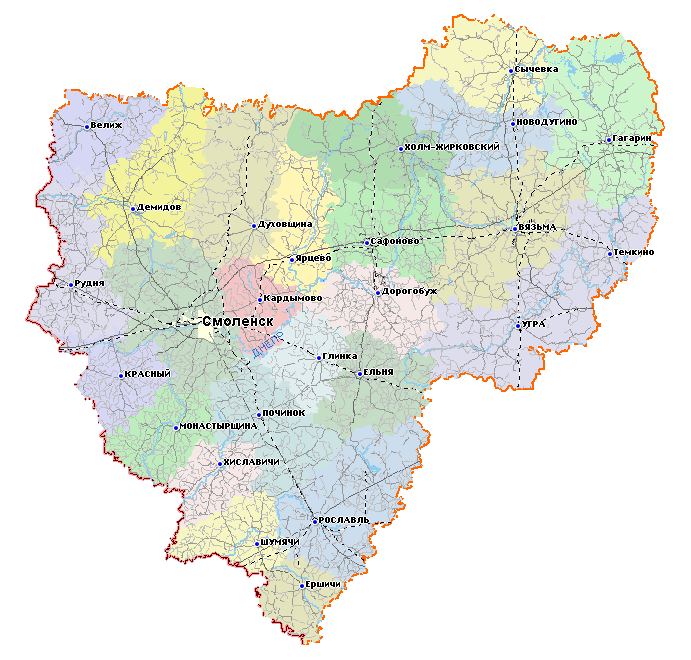 Сычевка
Велиж
НОВОДУГИНО
Гагарин
ХОЛМ-ЖИРКОВСКИЙ
Демидов
Духовщина
ВЯЗЬМА
Сафоново
Темкино
Ярцево
Рудня
Дорогобуж
Кардымово
Смоленск
УГРА
ДНЕПР
Глинка
КРАСНЫЙ
ЕЛЬНЯ
ПОЧИНОК
МОНАСТЫРЩИНА
ХИСЛАВИЧИ
РОСЛАВЛЬ
ШУМЯЧИ
Ершичи